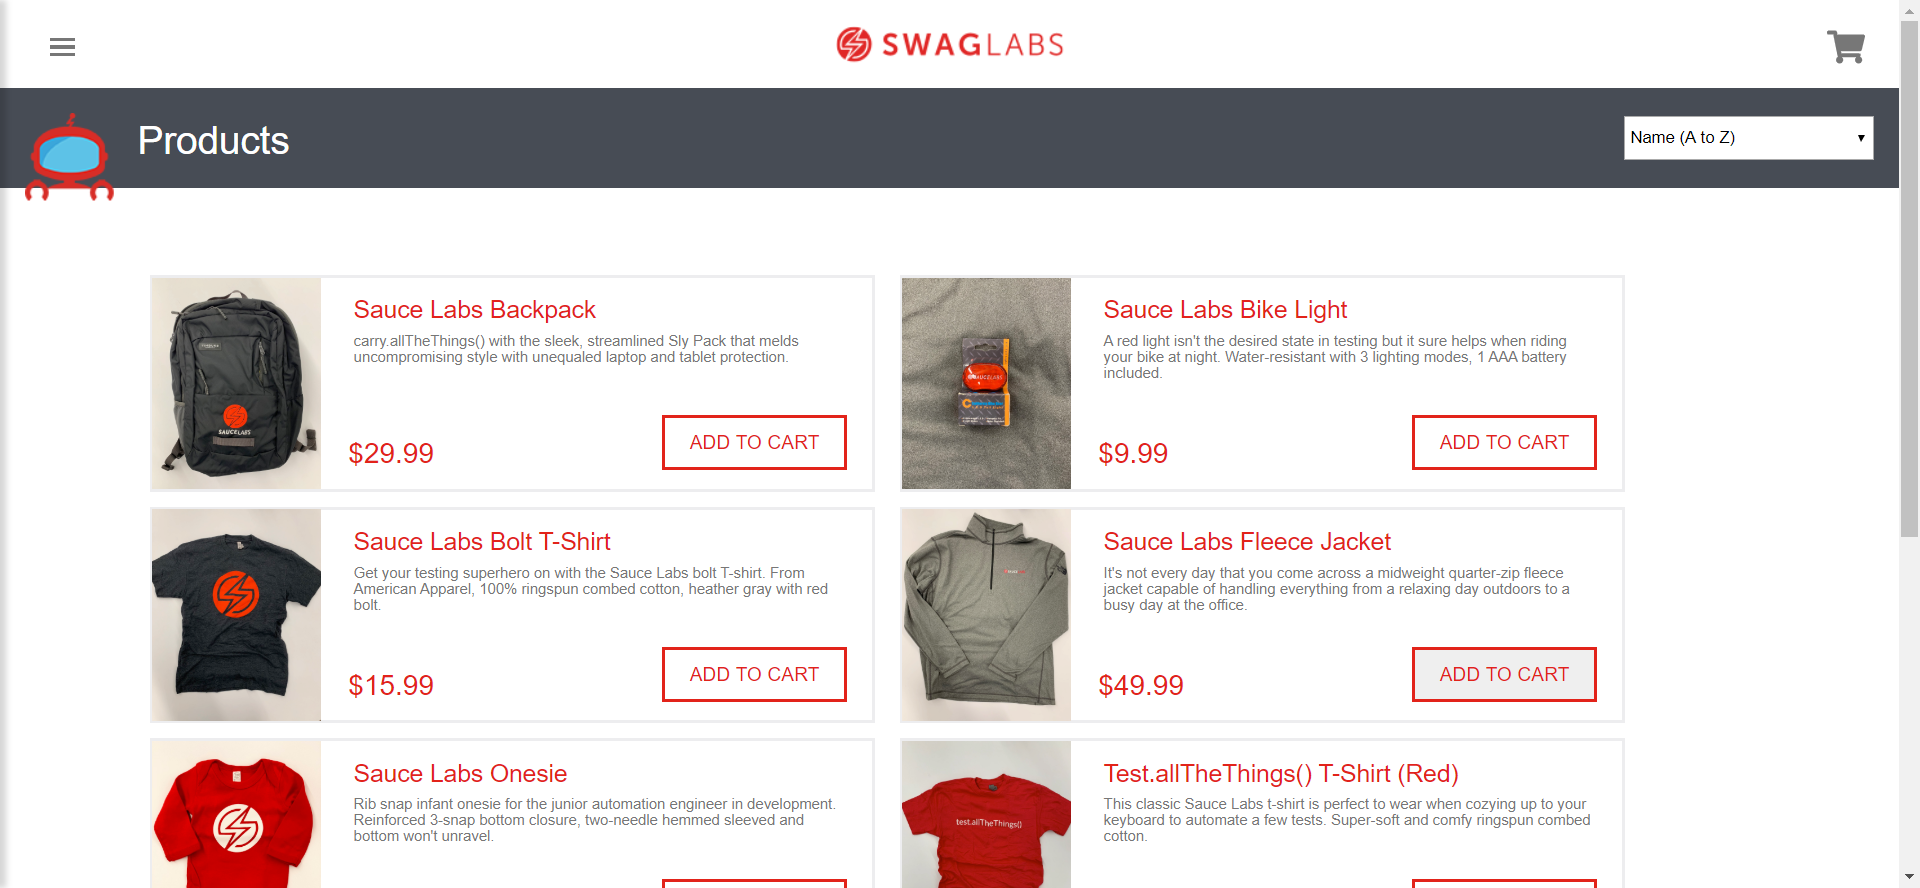 SWAGLABS
Products
Name (A to Z)
Sauce Labs Backpack
carry.allTheThings() with the sleek, streamlined Sly Pack that melds
uncompromising style with unequaled laptop and tablet protection.
$29.99
ADD TO CART
SAUCELABS
Sauce Labs Bike Light
A red light isn't the desired state in testing but it sure helps when riding
your bike at night. Water-resistant with 3 lighting modes, 1 AAA battery
included.
$9.99
ADD TO CART
SAUCELABS
Sauce Labs Bolt T-Shirt
Get your testing superhero on with the Sauce Labs bolt T-shirt. From
American Apparel, 100% ringspun combed cotton, heather gray with red
bolt.
$15.99
ADD TO CART
Sauce Labs Fleece Jacket
It's not every day that you come across a midweight quarter-zip fleece
jacket capable of handling everything from a relaxing day outdoors to a
busy day at the office.
$49.99
ADD TO CART
Sauce Labs Onesie
Rib snap infant onesie for the junior automation engineer in development.
Reinforced 3-snap bottom closure, two-needle hemmed sleeved and
bottom won't unravel.
Test.allTheThings() T-Shirt (Red)
This classic Sauce Labs t-shirt is perfect to wear when cozying up to your
keyboard to automate a few tests. Super-soft and comfy ringspun combed
cotton.
test.allTheThings()